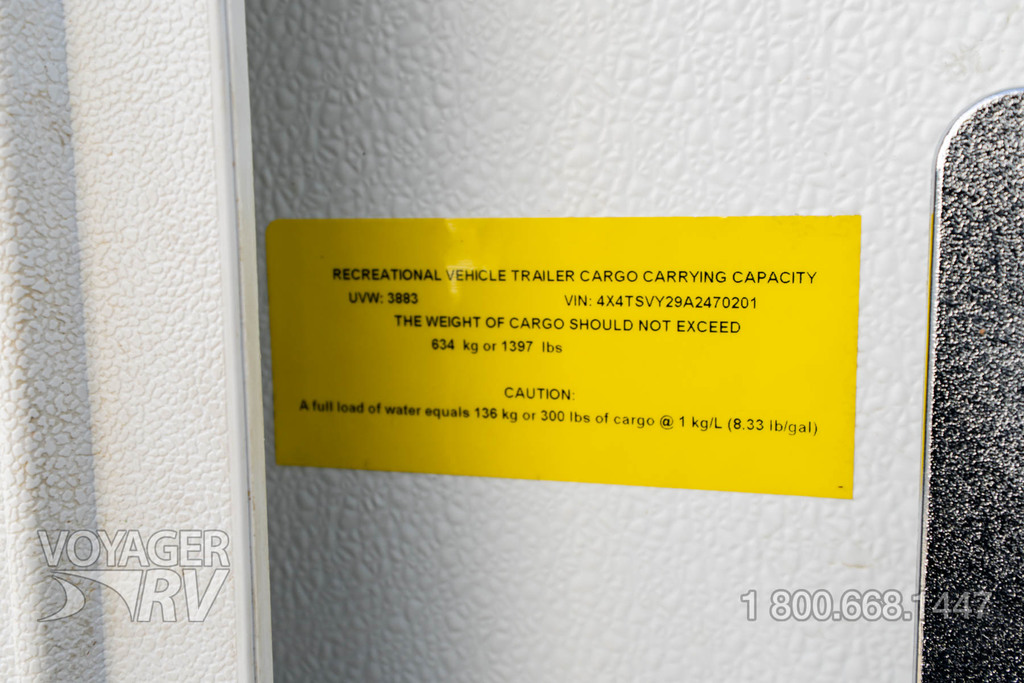 RECREATIONAL VEHICLE TRAILER CARGO CARRYING CAPACITY
UVW: 3883 VIN: 4X4TSVY29A2470201
THE WEIGHT OF CARGO SHOULD NOT EXCEED
634 kg or 1397 lbs
CAUTION:
A full load of water equals 136 kg or 300 lbs of cargo @ 1 kg/L (8.33 lb/gal)
VOYAGER
RV
1 800.668.1447